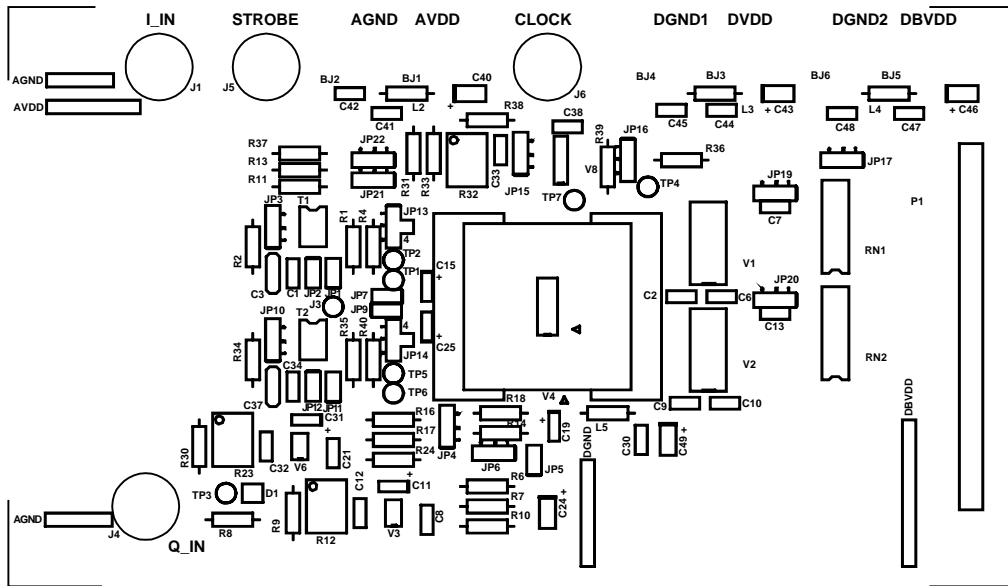 I_IN STROBE AGND AVDD CLOCK DGND1 DVDD DGND2 DBVDD
AGND J1 J5 BJ2 C42 BJ1 L2 C40 + J6 BJ4 BJ3 L3 C43 + BJ6 BJ5 L4 C46 +
AVDD C41 R38 C38 C45 C44 C48 C47
R37 JP22 R39 JP16 R36 JP17
R13 R31 R33 R32 C33 JP15 V8
R11 JP21 TP7 TP4 JP19 P1
JP3 T1 R1 R4 JP13 4 C7
R2 TP2 C15 + V1 RN1
C3 C1 JP2 JP1 TP1 JP20
J3 JP7 C2 C6
JP10 T2 JP9 C13
R34 R35 R40 4 JP14 C25 + V2 RN2
C34 TP5
C37 JP12 JP11 TP6 V4 C9 C10
C31 R16 R18 L5 DBVDD
R30 R23 C32 V6 + C21 R17 JP4 R14 + C19 C30 C49 +
R24 JP6 JP5 DGND
TP3 D1 C12 + C11 R6
R7 C24 +
AGND J4 R8 R9 R12 V3 C8 R10
Q_IN